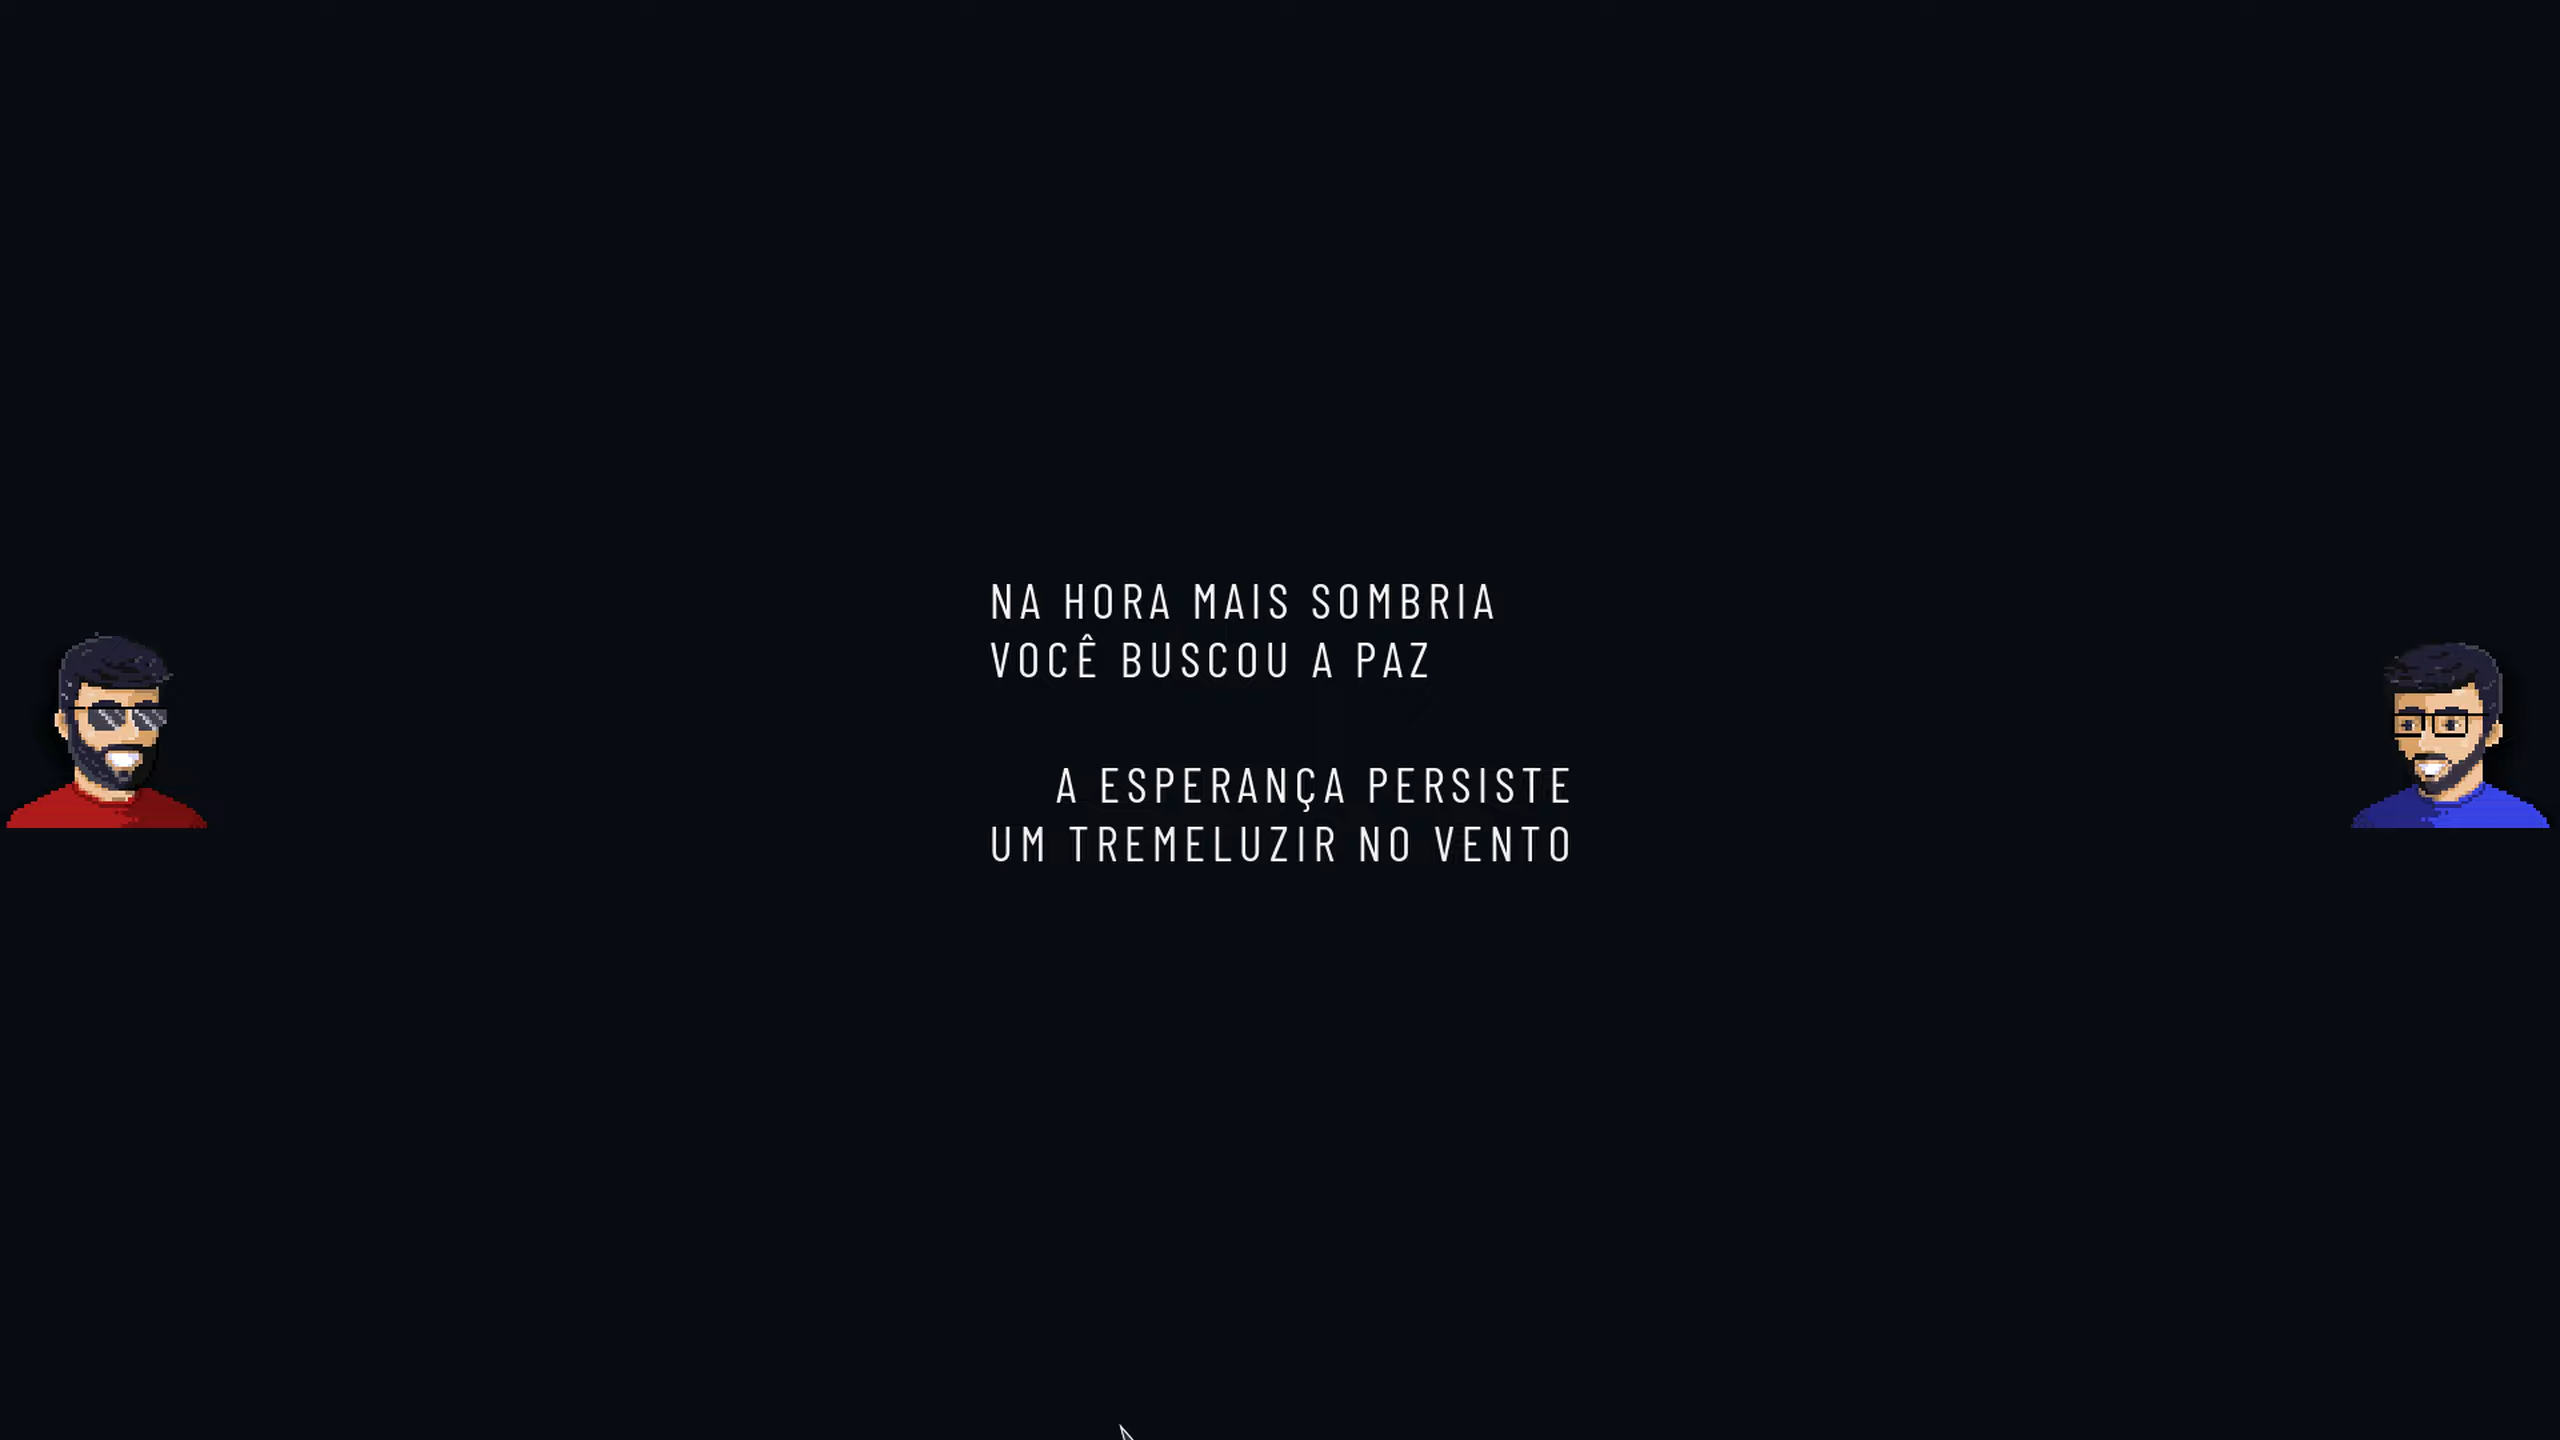 NA HORA MAIS SOMBRIA
VOCÊ BUSCOU A PAZ
A ESPERANÇA PERSISTE
UM TREMELUZIR NO VENTO